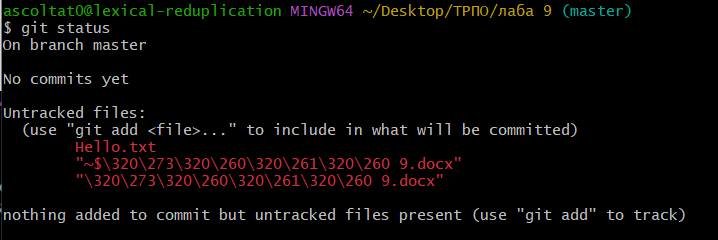 ascoltat0@lexical-reduplication MINGW64 ~/Desktop/ТРПО/лаба 9 (master)
$ git status
On branch master
No commits yet
Untracked files:
(use "git add <file>..." to include in what will be committed)
Hello.txt
"~$\320\273\320\260\320\261\320\260 9.docx"
"\320\273\320\260\320\261\320\260 9.docx"
nothing added to commit but untracked files present (use "git add" to track)